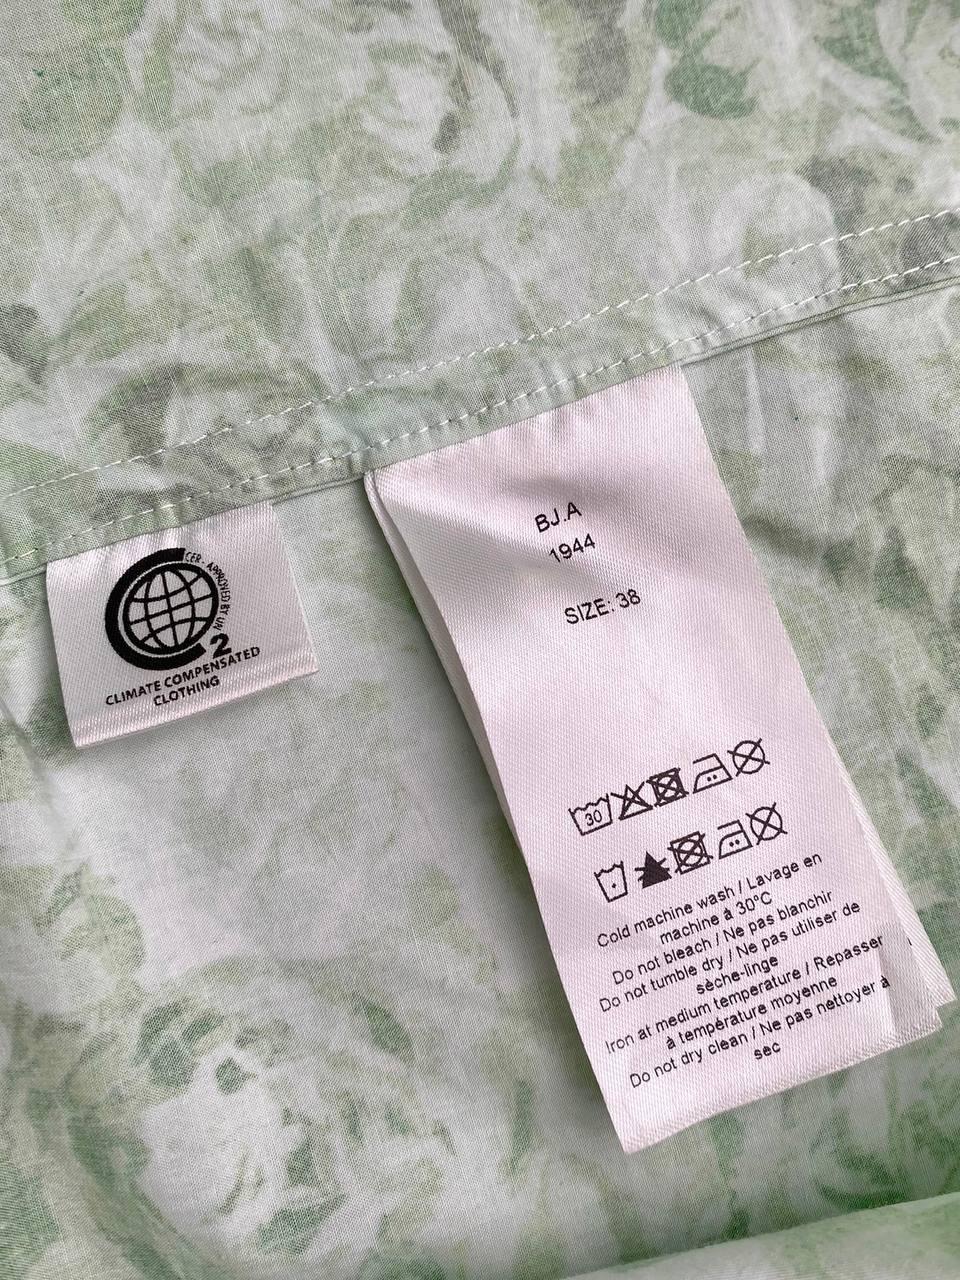 CER - APPROVED BY UN
2
CLIMATE COMPENSATED
CLOTHING
BJ.A
1944
SIZE: 38
30
Cold machine wash / Lavage en
machine à 30°C
Do not bleach / Ne pas blanchir
Do not tumble dry / Ne pas utiliser de
sèche-linge
Iron at medium temperature / Repasser
à température moyenne
Do not dry clean / Ne pas nettoyer à
sec